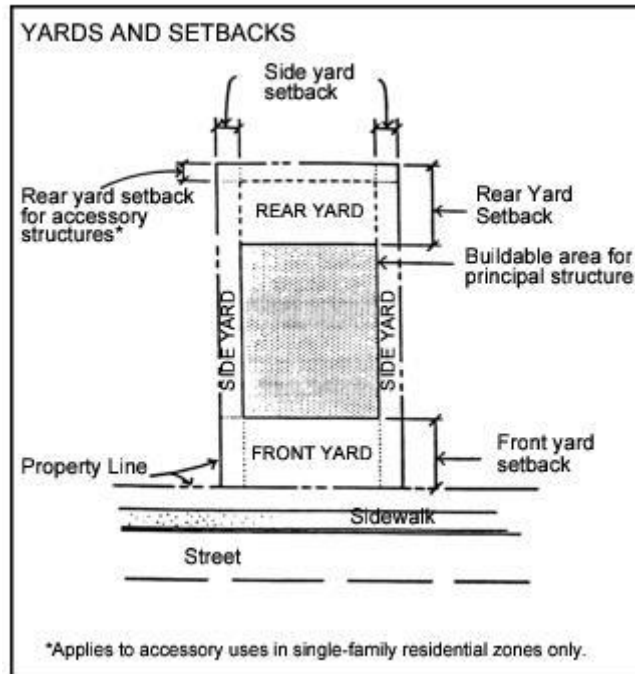 YARDS AND SETBACKS
Side yard
setback
Rear yard setback
for accessory
structures*
REAR YARD
Rear Yard
Setback
Buildable area for
principal structure
SIDE YARD
SIDE YARD
FRONT YARD
Front yard
setback
Property Line
Sidewalk
Street
*Applies to accessory uses in single-family residential zones only.